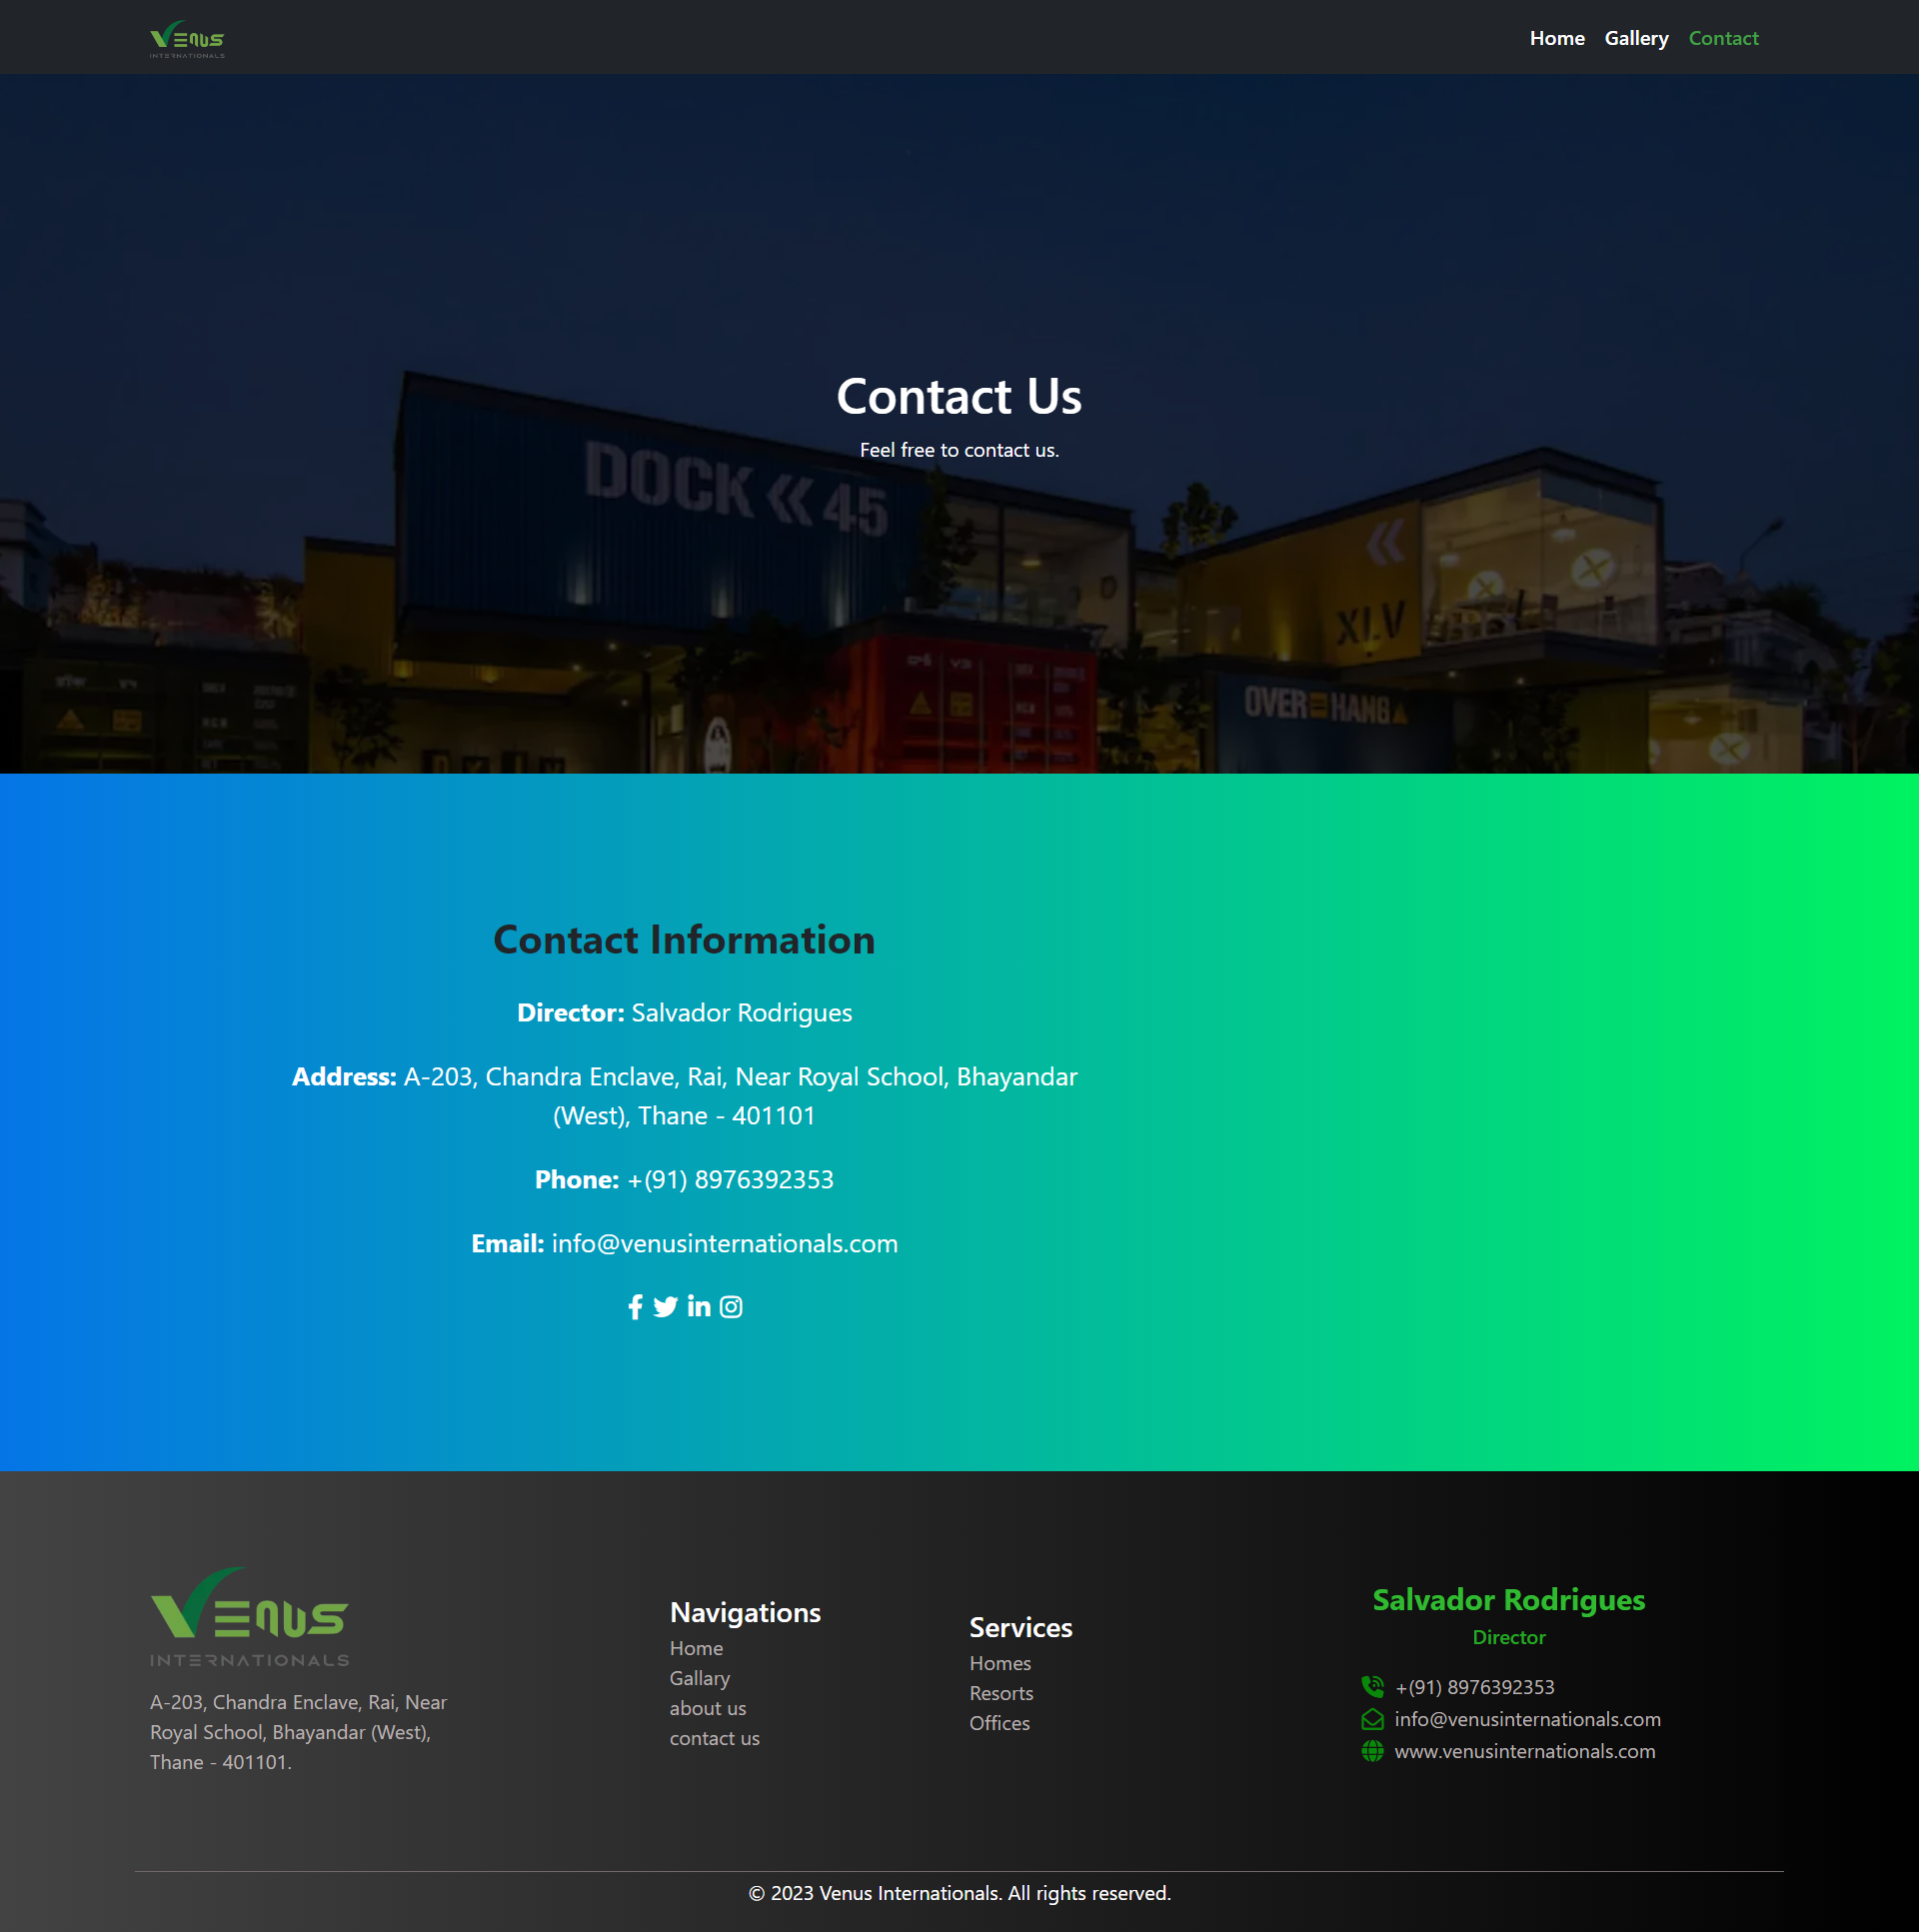 Venus
INTERNATIONALS
Home Gallery Contact
Contact Us
Feel free to contact us.
DOCK 45
XLV
OVER HANG
Contact Information
Director: Salvador Rodrigues
Address: A-203, Chandra Enclave, Rai, Near Royal School, Bhayandar
(West), Thane - 401101
Phone: +(91) 8976392353
Email: info@venusinternationals.com
Venus
INTERNATIONALS
A-203, Chandra Enclave, Rai, Near
Royal School, Bhayandar (West),
Thane - 401101.
Navigations
Home
Gallary
about us
contact us
Services
Homes
Resorts
Offices
Salvador Rodrigues
Director
+(91) 8976392353
info@venusinternationals.com
www.venusinternationals.com
© 2023 Venus Internationals. All rights reserved.